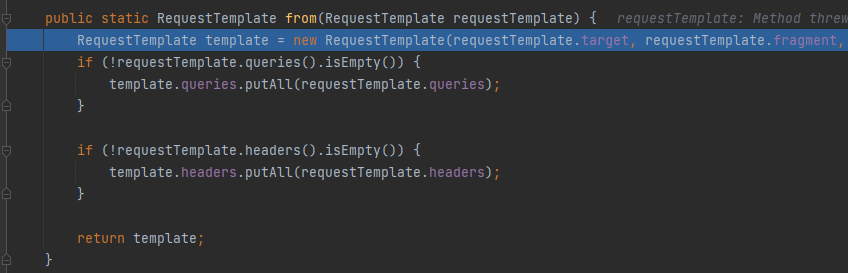 public static RequestTemplate from(RequestTemplate requestTemplate) { requestTemplate: Method threw
RequestTemplate template = new RequestTemplate(requestTemplate.target, requestTemplate.fragment,
if (!requestTemplate.queries().isEmpty()) {
template.queries.putAll(requestTemplate.queries);
}
if (!requestTemplate.headers().isEmpty()) {
template.headers.putAll(requestTemplate.headers);
}
return template;
}